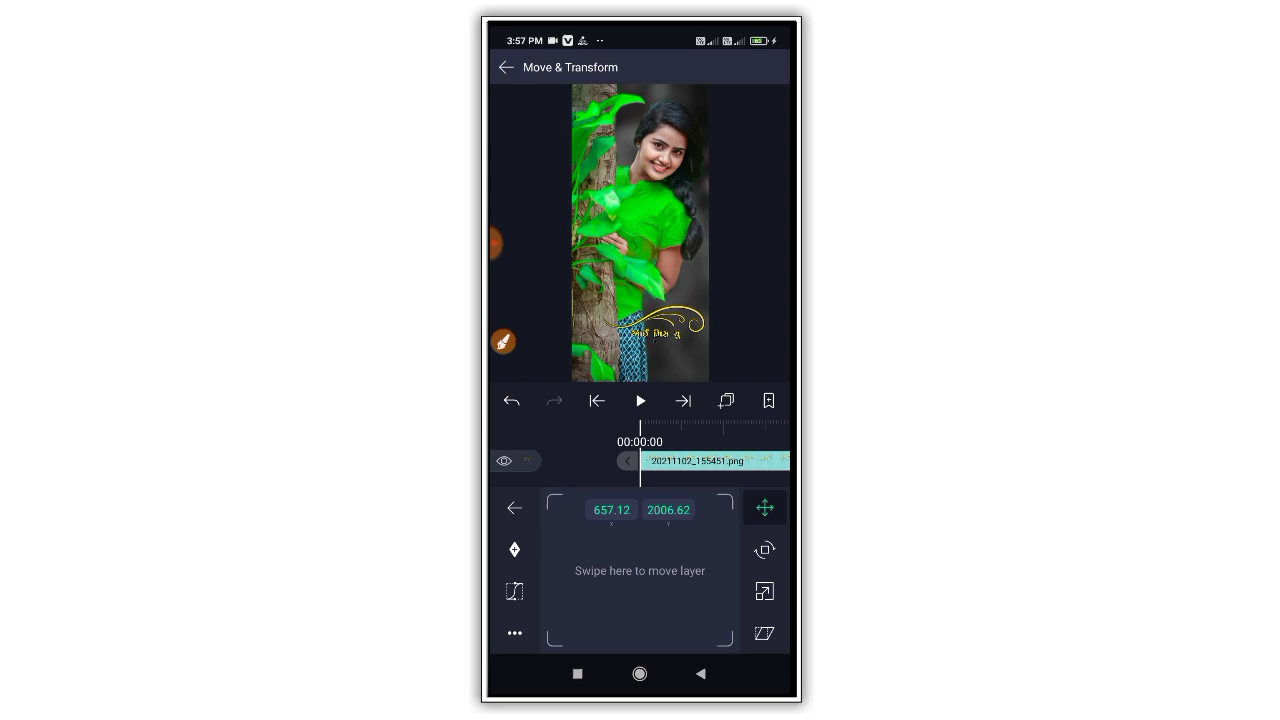 3:57 PM
Move & Transform
આઈ મિસ યુ
00:00:00
20211102_155451.png
657.12 2006.62
X Y
Swipe here to move layer